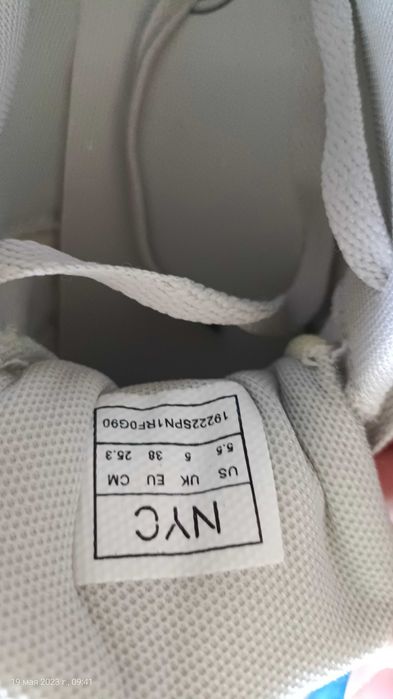 NYC
US UK EU CM
5.5 5 38 25.3
19222SPN1RF0G90
19 мая 2023 г., 09:41